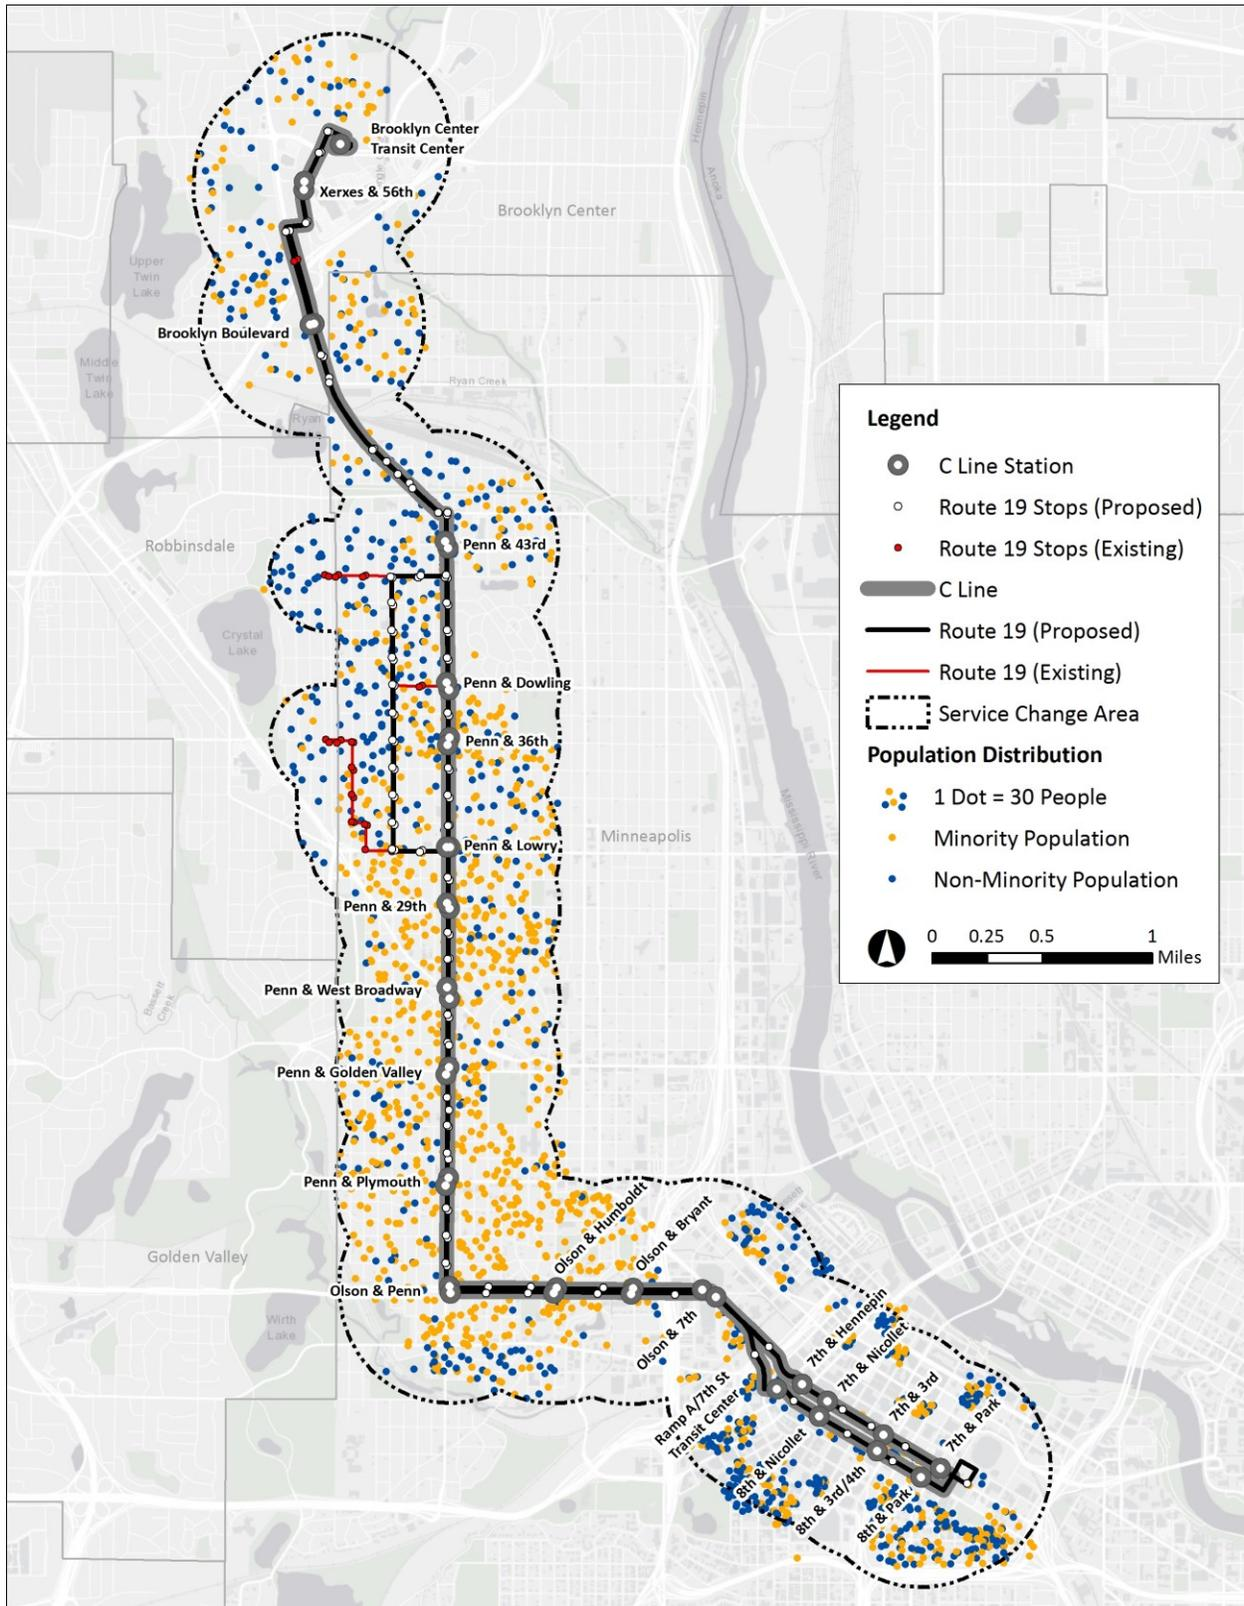 Hennepin
Anoka
Brooklyn Center
Transit Center
Xerxes & 56th
Brooklyn Center
Upper
Twin
Lake
Brooklyn Boulevard
Middle
Twin
Lake
Ryan Creek
Ryan
Legend
C Line Station
Route 19 Stops (Proposed)
Route 19 Stops (Existing)
C Line
Route 19 (Proposed)
Route 19 (Existing)
Service Change Area
Population Distribution
1 Dot = 30 People
Minority Population
Non-Minority Population
0 0.25 0.5 1
Miles
Robbinsdale
Penn & 43rd
Crystal
Lake
Penn & Dowling
Penn & 36th
Mississippi River
Minneapolis
Penn & Lowry
Penn & 29th
Penn & West Broadway
Bassett
Creek
Penn & Golden Valley
Penn & Plymouth
Olson & Humboldt
Olson & Bryant
Golden Valley
Olson & Penn
Wirth
Lake
Olson & 7th
7th & Hennepin
7th & Nicollet
7th & 3rd
7th & Park
Ramp A/7th St
Transit Center
8th & Nicollet
8th & 3rd/4th
8th & Park